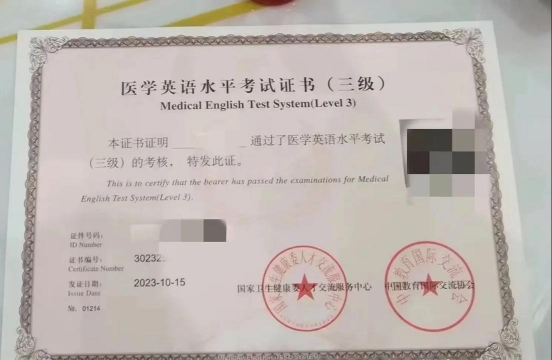 医学英语水平考试证书（三级）
Medical English Test System(Level 3)
本证书证明 通过了医学英语水平考试
（三级）的考核，特发此证。
This is to certify that the bearer has passed the examinations for Medical
English Test System(Level 3).
证件号码:
ID Number
证书编号: 30232
Certificate Number
发证日期: 2023-10-15
Issue Date
国家卫生健康委人才交流服务中心 中国教育国际交流协会
№. 01214